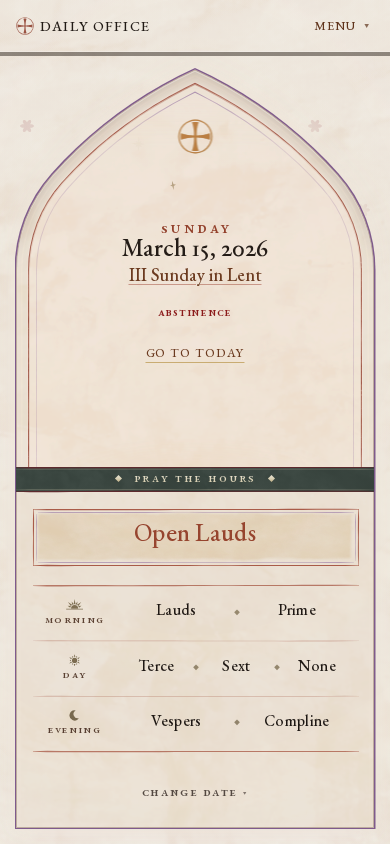 DAILY OFFICE
MENU
SUNDAY
March 15, 2026
III Sunday in Lent
ABSTINENCE
GO TO TODAY
PRAY THE HOURS
Open Lauds
MORNING
Lauds
Prime
DAY
Terce
Sext
None
EVENING
Vespers
Compline
CHANGE DATE